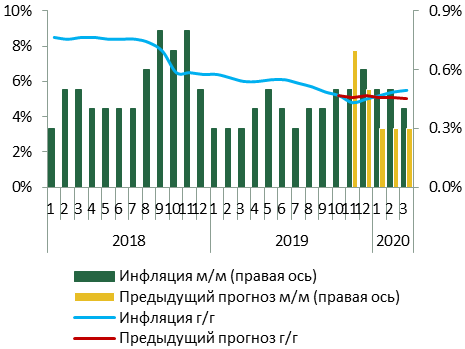 10% 0.9%
8%
6% 0.6%
4%
0.3%
2%
0% 0.0%
1 2 3 4 5 6 7 8 9 10 11 12 1 2 3 4 5 6 7 8 9 10 11 12 1 2 3
2018 2019 2020
Инфляция м/м (правая ось)
Предыдущий прогноз м/м (правая ось)
Инфляция г/г
Предыдущий прогноз г/г